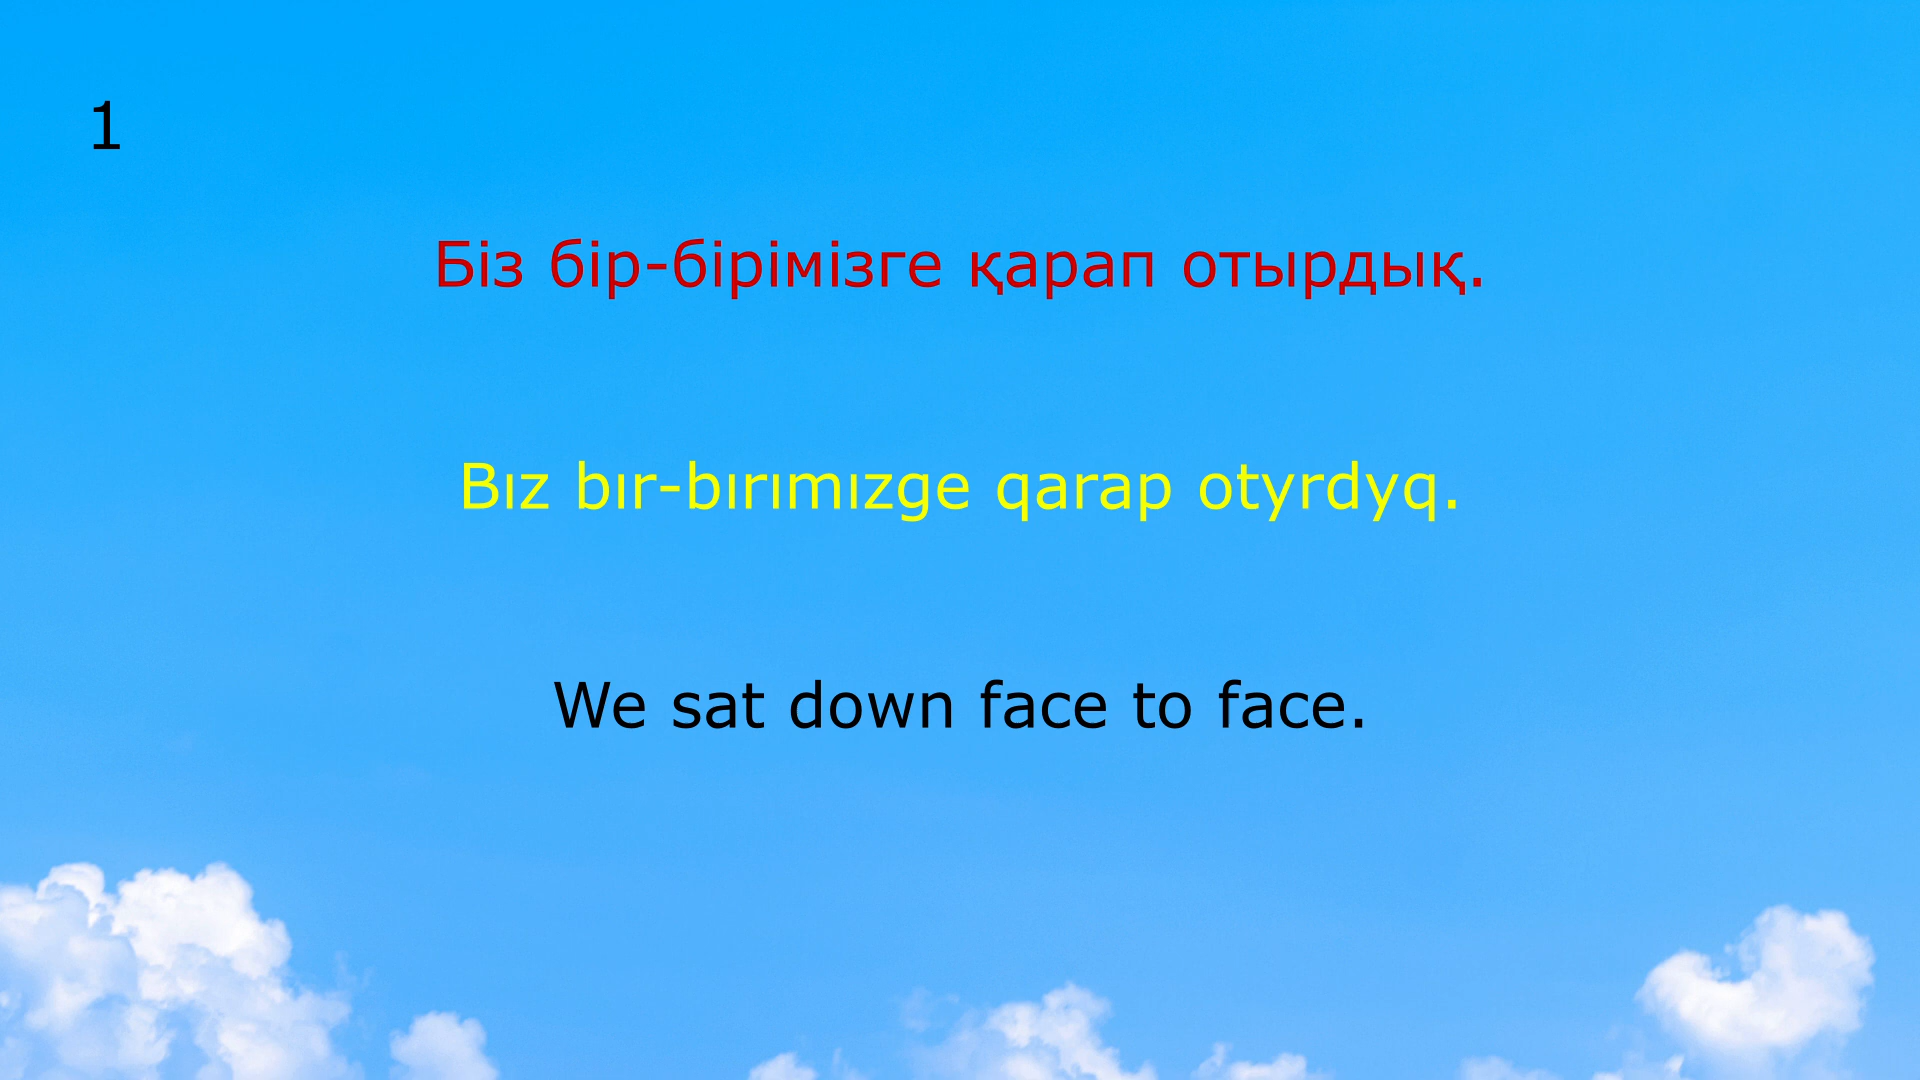 1
Біз бір-бірімізге қарап отырдық.
Bız bır-bırımızge qarap otyrdyq.
We sat down face to face.